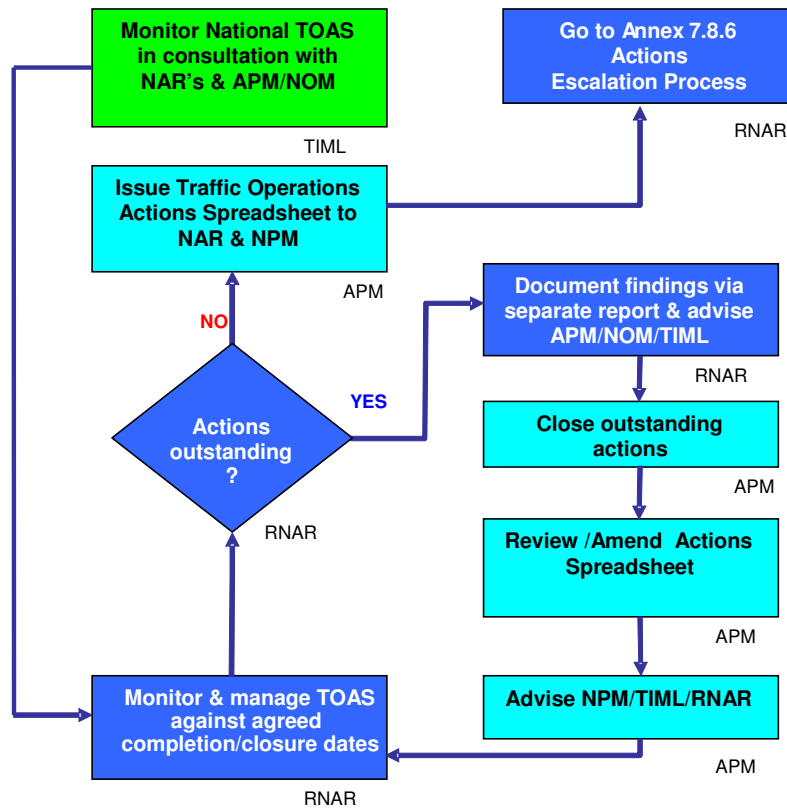 Monitor National TOAS
in consultation with
NAR's & APM/NOM
TIML
Go to Annex 7.8.6
Actions
Escalation Process
RNAR
Issue Traffic Operations
Actions Spreadsheet to
NAR & NPM
APM
NO
YES
Actions
outstanding
?
RNAR
Document findings via
separate report & advise
APM/NOM/TIML
RNAR
Close outstanding
actions
APM
Review /Amend Actions
Spreadsheet
APM
Advise NPM/TIML/RNAR
APM
Monitor & manage TOAS
against agreed
completion/closure dates
RNAR